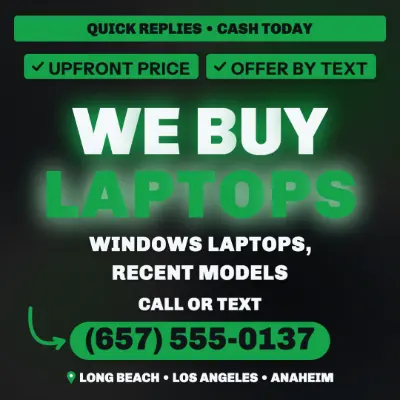 QUICK REPLIES • CASH TODAY
✓ UPFRONT PRICE ✓ OFFER BY TEXT
WE BUY
LAPTOPS
WINDOWS LAPTOPS,
RECENT MODELS
CALL OR TEXT
(657) 555-0137
LONG BEACH • LOS ANGELES • ANAHEIM